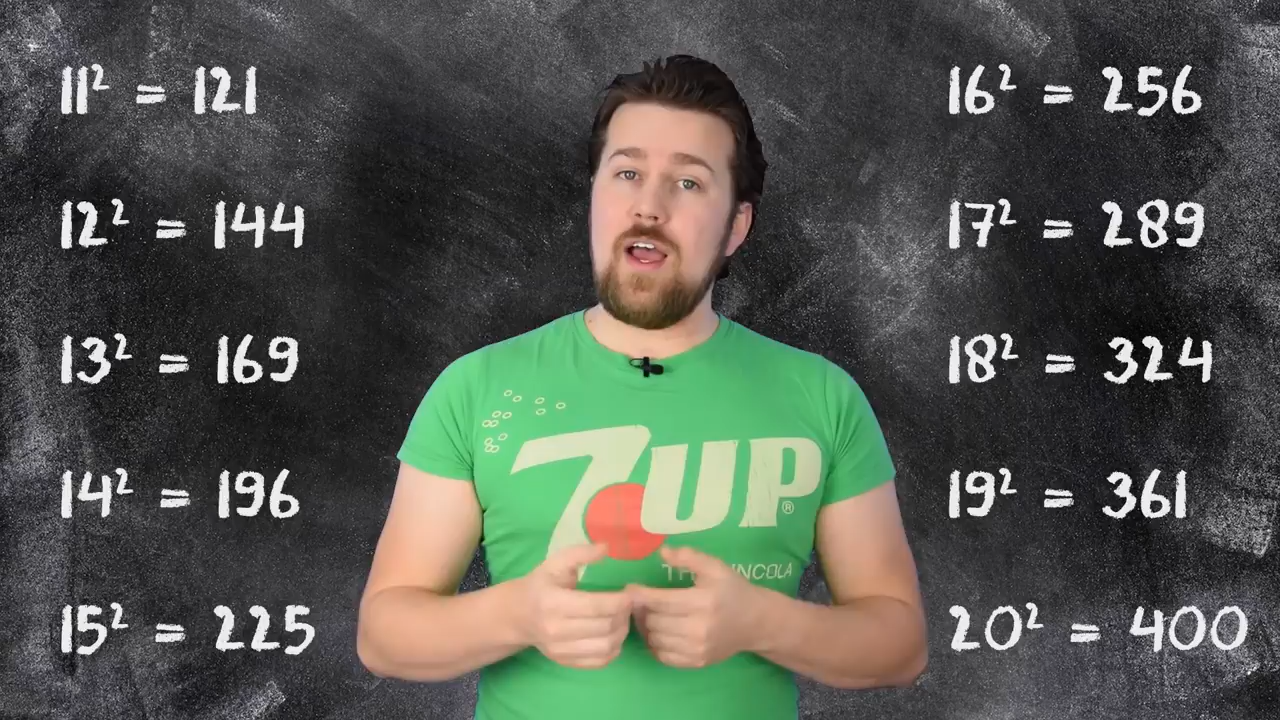 11² = 121
12² = 144
13² = 169
14² = 196
15² = 225
16² = 256
17² = 289
18² = 324
19² = 361
20² = 400
7UP®